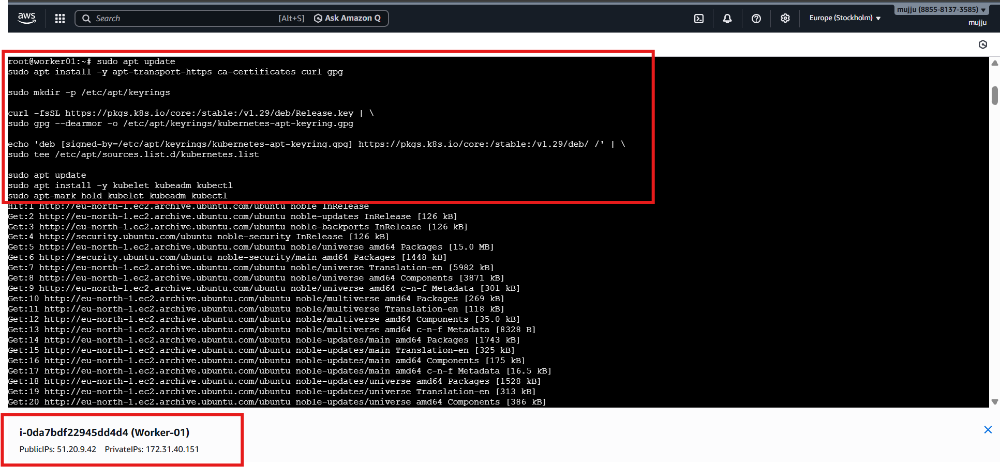 aws
Search [Alt+S] Ask Amazon Q
Europe (Stockholm)
mujju (8855-8137-3585)
mujju
root@worker01:~# sudo apt update
sudo apt install -y apt-transport-https ca-certificates curl gpg
sudo mkdir -p /etc/apt/keyrings
curl -fsSL https://pkgs.k8s.io/core:/stable:/v1.29/deb/Release.key | \
sudo gpg --dearmor -o /etc/apt/keyrings/kubernetes-apt-keyring.gpg
echo 'deb [signed-by=/etc/apt/keyrings/kubernetes-apt-keyring.gpg] https://pkgs.k8s.io/core:/stable:/v1.29/deb/ /' | \
sudo tee /etc/apt/sources.list.d/kubernetes.list
sudo apt update
sudo apt install -y kubelet kubeadm kubectl
sudo apt-mark hold kubelet kubeadm kubectl
Hit:1 http://eu-north-1.ec2.archive.ubuntu.com/ubuntu noble InRelease
Get:2 http://eu-north-1.ec2.archive.ubuntu.com/ubuntu noble-updates InRelease [126 kB]
Get:3 http://eu-north-1.ec2.archive.ubuntu.com/ubuntu noble-backports InRelease [126 kB]
Get:4 http://security.ubuntu.com/ubuntu noble-security InRelease [126 kB]
Get:5 http://eu-north-1.ec2.archive.ubuntu.com/ubuntu noble/universe amd64 Packages [15.0 MB]
Get:6 http://security.ubuntu.com/ubuntu noble-security/main amd64 Packages [1448 kB]
Get:7 http://eu-north-1.ec2.archive.ubuntu.com/ubuntu noble/universe Translation-en [5982 kB]
Get:8 http://eu-north-1.ec2.archive.ubuntu.com/ubuntu noble/universe amd64 Components [3871 kB]
Get:9 http://eu-north-1.ec2.archive.ubuntu.com/ubuntu noble/universe amd64 c-n-f Metadata [301 kB]
Get:10 http://eu-north-1.ec2.archive.ubuntu.com/ubuntu noble/multiverse amd64 Packages [269 kB]
Get:11 http://eu-north-1.ec2.archive.ubuntu.com/ubuntu noble/multiverse Translation-en [118 kB]
Get:12 http://eu-north-1.ec2.archive.ubuntu.com/ubuntu noble/multiverse amd64 Components [35.0 kB]
Get:13 http://eu-north-1.ec2.archive.ubuntu.com/ubuntu noble/multiverse amd64 c-n-f Metadata [8328 B]
Get:14 http://eu-north-1.ec2.archive.ubuntu.com/ubuntu noble-updates/main amd64 Packages [1743 kB]
Get:15 http://eu-north-1.ec2.archive.ubuntu.com/ubuntu noble-updates/main Translation-en [325 kB]
Get:16 http://eu-north-1.ec2.archive.ubuntu.com/ubuntu noble-updates/main amd64 Components [175 kB]
Get:17 http://eu-north-1.ec2.archive.ubuntu.com/ubuntu noble-updates/main amd64 c-n-f Metadata [16.5 kB]
Get:18 http://eu-north-1.ec2.archive.ubuntu.com/ubuntu noble-updates/universe amd64 Packages [1528 kB]
Get:19 http://eu-north-1.ec2.archive.ubuntu.com/ubuntu noble-updates/universe Translation-en [313 kB]
Get:20 http://eu-north-1.ec2.archive.ubuntu.com/ubuntu noble-updates/universe amd64 Components [386 kB]
i-0da7bdf22945dd4d4 (Worker-01)
PublicIPs: 51.20.9.42 PrivateIPs: 172.31.40.151